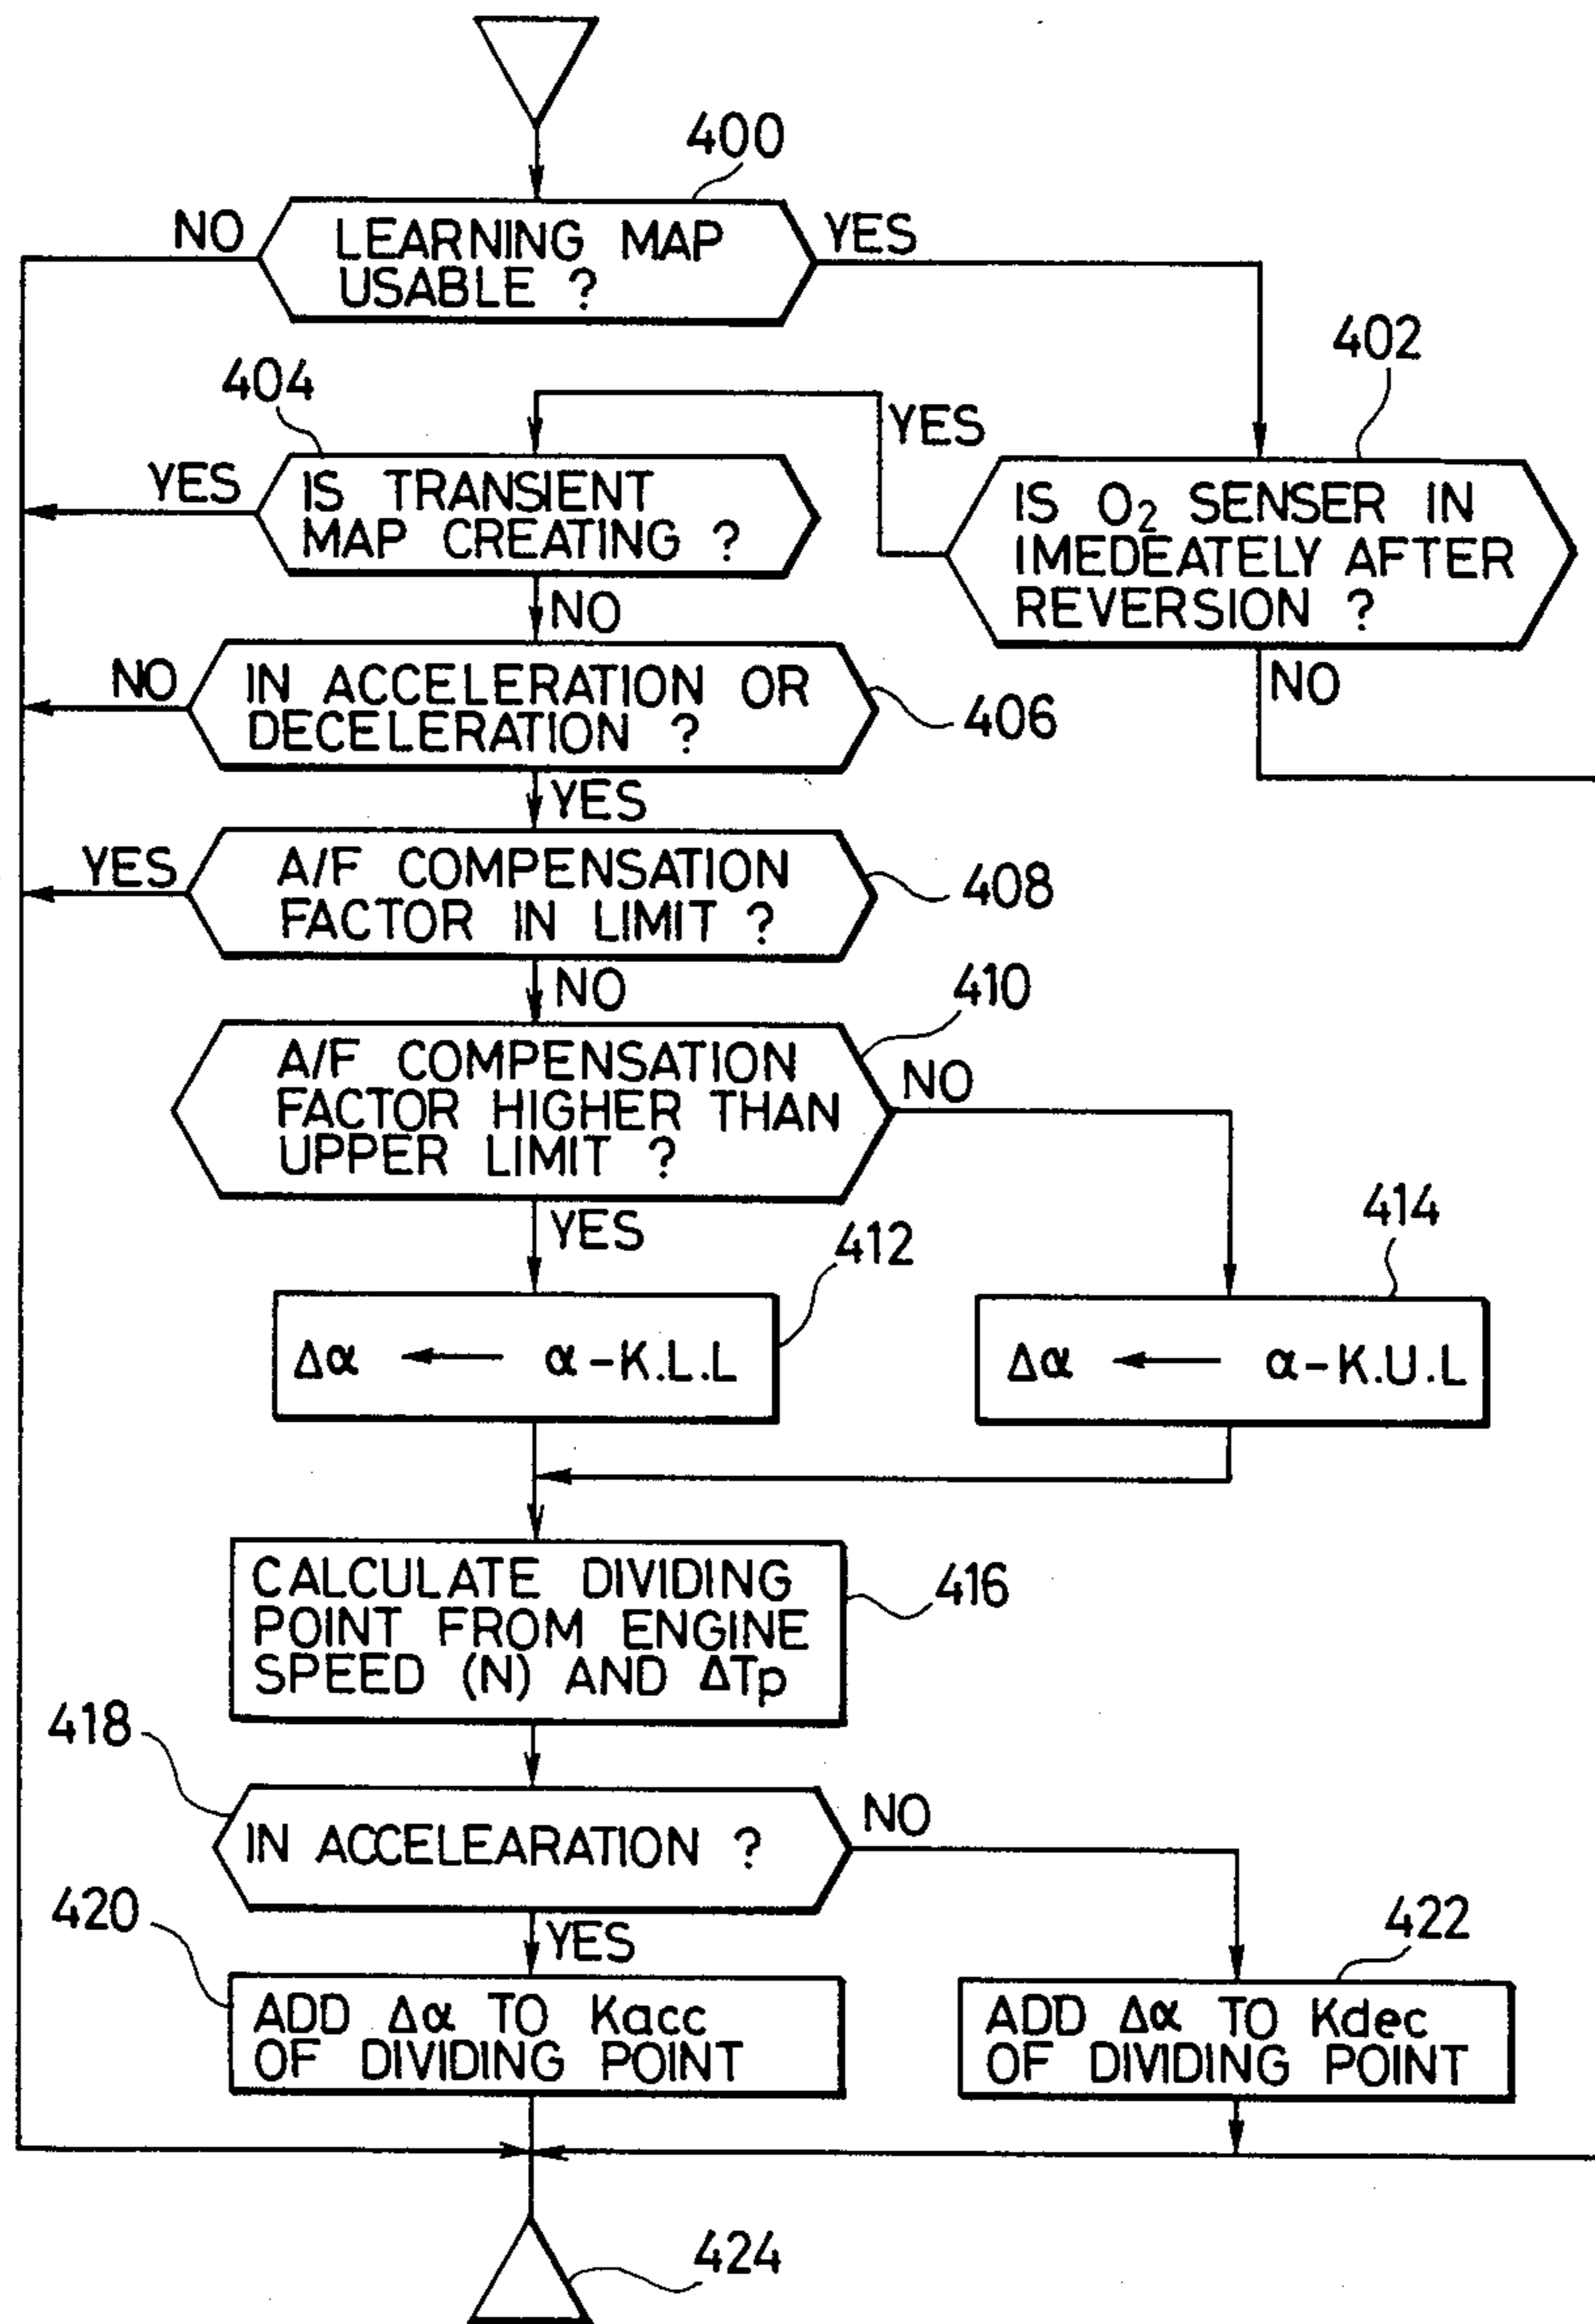 400
NO
LEARNING MAP
USABLE ?
YES
402
404
YES
YES
IS TRANSIENT
MAP CREATING ?
IS O₂ SENSER IN
IMEDEATELY AFTER
REVERSION ?
NO
NO
NO
IN ACCELERATION OR
DECELERATION ?
406
YES
YES
A/F COMPENSATION
FACTOR IN LIMIT ?
408
NO
410
A/F COMPENSATION
FACTOR HIGHER THAN
UPPER LIMIT ?
NO
YES
412
414
Δα ← α-K.L.L
Δα ← α-K.U.L
CALCULATE DIVIDING
POINT FROM ENGINE
SPEED (N) AND ΔTp
416
418
IN ACCELEARATION ?
NO
420
YES
422
ADD Δα TO Kacc
OF DIVIDING POINT
ADD Δα TO Kdec
OF DIVIDING POINT
424